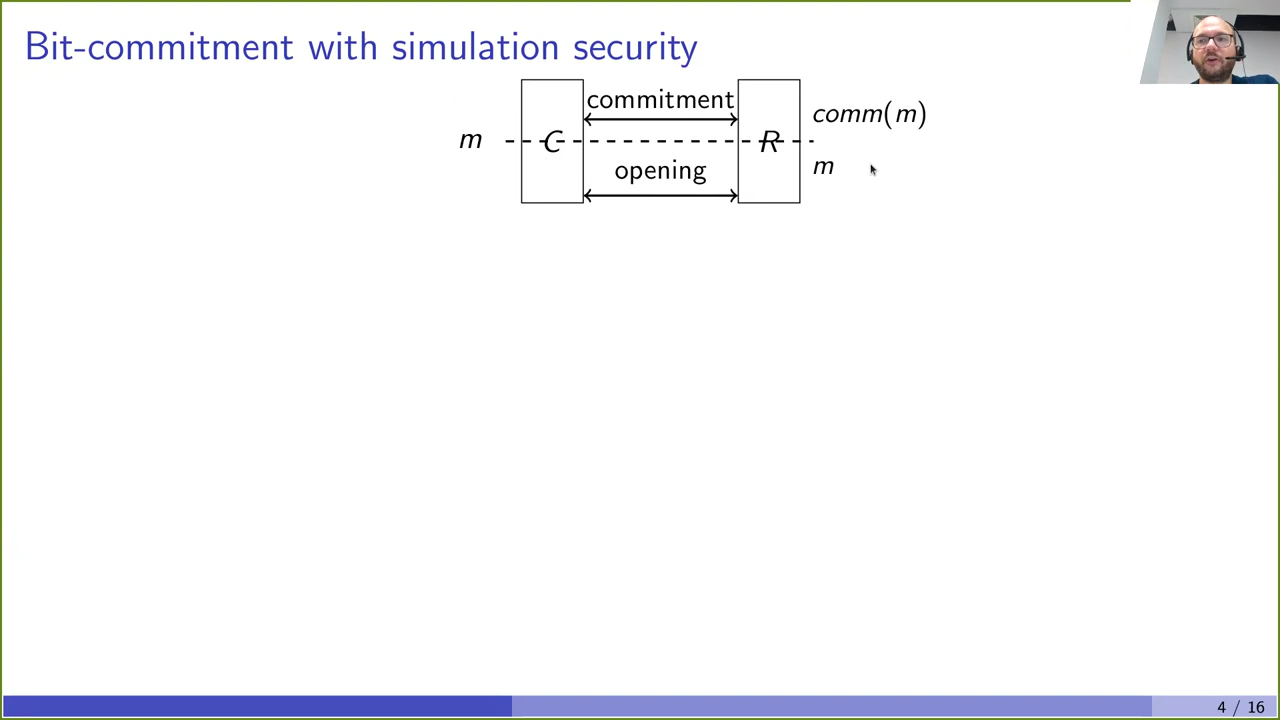 Bit-commitment with simulation security
commitment
comm(m)
m
C
R
opening
m
4 / 16